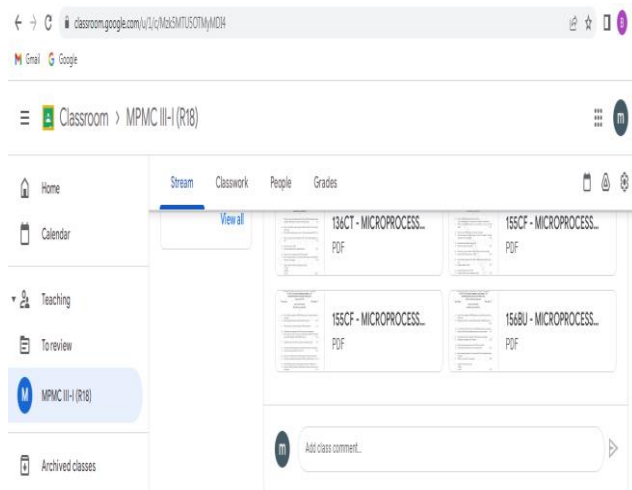 classroom.google.com/u/1/c/Mzk5MTU5OTMyMDI4
B
Gmail Google
Classroom > MPMC III-I (R18)
m
Home
Calendar
Teaching
To review
M MPMC III-I (R18)
Archived classes
Stream Classwork People Grades
View all
136CT - MICROPROCESS...
PDF
155CF - MICROPROCESS...
PDF
155CF - MICROPROCESS...
PDF
156BU - MICROPROCESS...
PDF
m Add class comment...